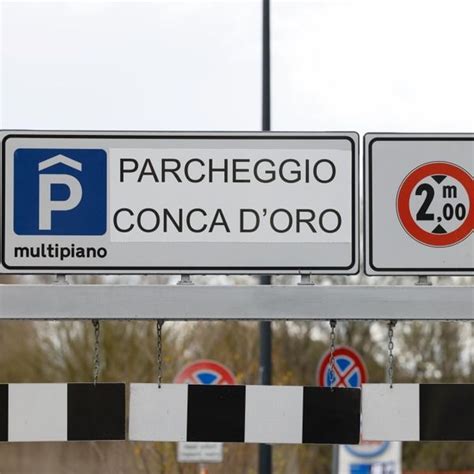 P
multipiano
PARCHEGGIO
CONCA D'ORO
2,00 m